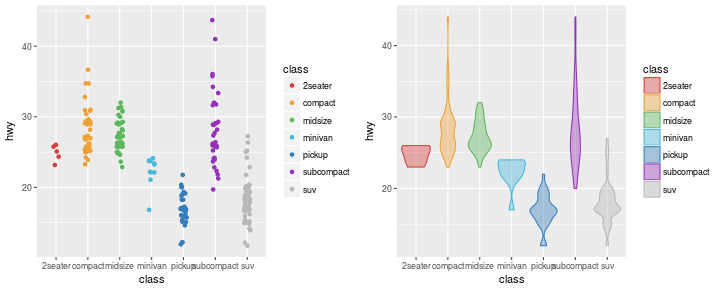 40
30
20
hwy
2seater compact midsize minivan pickup subcompact suv
class
class
2seater
compact
midsize
minivan
pickup
subcompact
suv
40
30
20
hwy
2seater compact midsize minivan pickup subcompact suv
class
class
2seater
compact
midsize
minivan
pickup
subcompact
suv